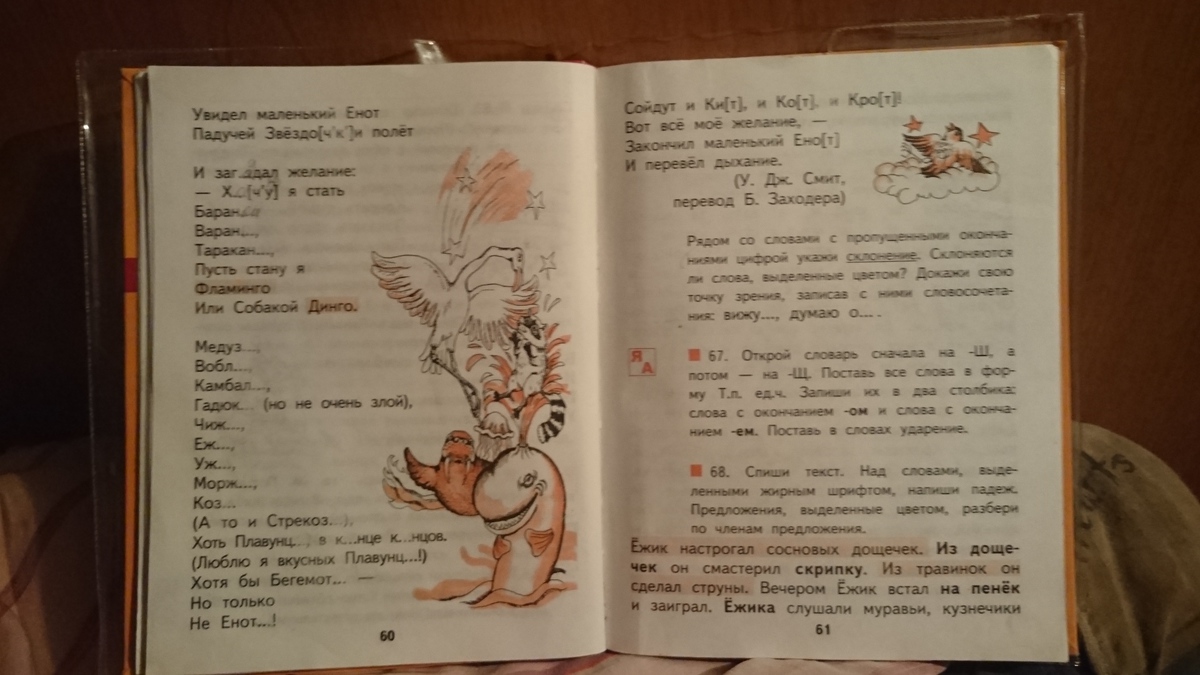 Увидел маленький Енот
Падучей Звёздо[ч'к']и полёт
И заг..дал желание:
— Х..[ч'у] я стать
Баран...
Варан...,
Таракан...,
Пусть стану я
Фламинго
Или Собакой Динго.
Медуз...,
Вобл...,
Камбал...,
Гадюк... (но не очень злой),
Чиж...,
Еж...,
Уж...,
Морж...,
Коз...
(А то и Стрекоз...),
Хоть Плавунц...) в к...нце к...нцов.
(Люблю я вкусных Плавунц...!)
Хотя бы Бегемот... —
Но только
Не Енот...!
60
Сойдут и Ки[т], и Ко[т], и Кро[т]!
Вот всё моё желание, —
Закончил маленький Ено[т]
И перевёл дыхание.
(У. Дж. Смит,
перевод Б. Заходера)
Рядом со словами с пропущенными оконча-
ниями цифрой укажи склонение. Склоняются
ли слова, выделенные цветом? Докажи свою
точку зрения, записав с ними словосочета-
ния: вижу..., думаю о... .
ЯА
67. Открой словарь сначала на -Ш, а
потом — на -Щ. Поставь все слова в фор-
му Т.п. ед.ч. Запиши их в два столбика:
слова с окончанием -ом и слова с оконча-
нием -ем. Поставь в словах ударение.
68. Спиши текст. Над словами, выде-
ленными жирным шрифтом, напиши падеж.
Предложения, выделенные цветом, разбери
по членам предложения.
Ёжик настрогал сосновых дощечек. Из доще-
чек он смастерил скрипку. Из травинок он
сделал струны. Вечером Ёжик встал на пенёк
и заиграл. Ёжика слушали муравьи, кузнечики
61